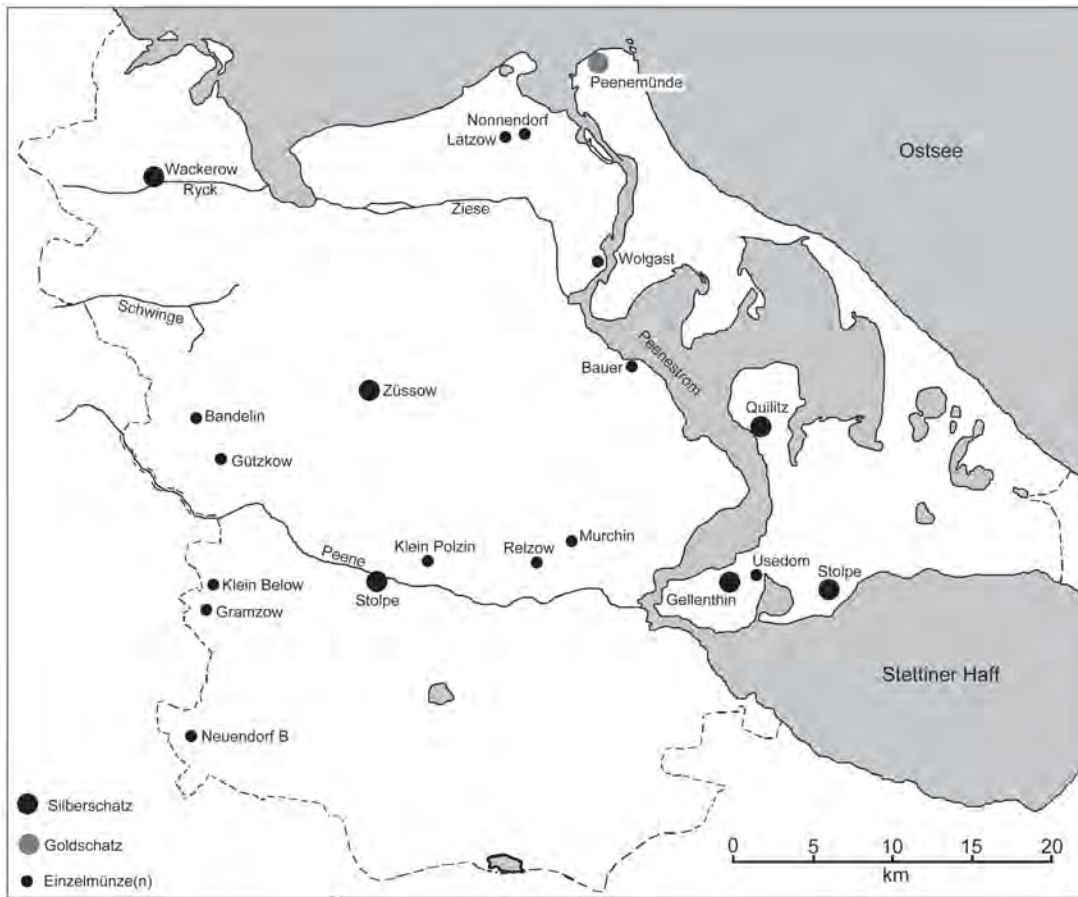 Peenemünde
Nonnendorf
Latzow
Ostsee
Wackerow
Ryck
Ziese
Wolgast
Schwinge
Peenestrom
Bauer
Züssow
Quilitz
Bandelin
Gützkow
Murchin
Klein Polzin
Relzow
Peene
Usedom
Stolpe
Klein Below
Stolpe
Gellenthin
Gramzow
Stettiner Haff
Neuendorf B
Silberschatz
Goldschatz
Einzelmünze(n)
0 5 10 15 20
km